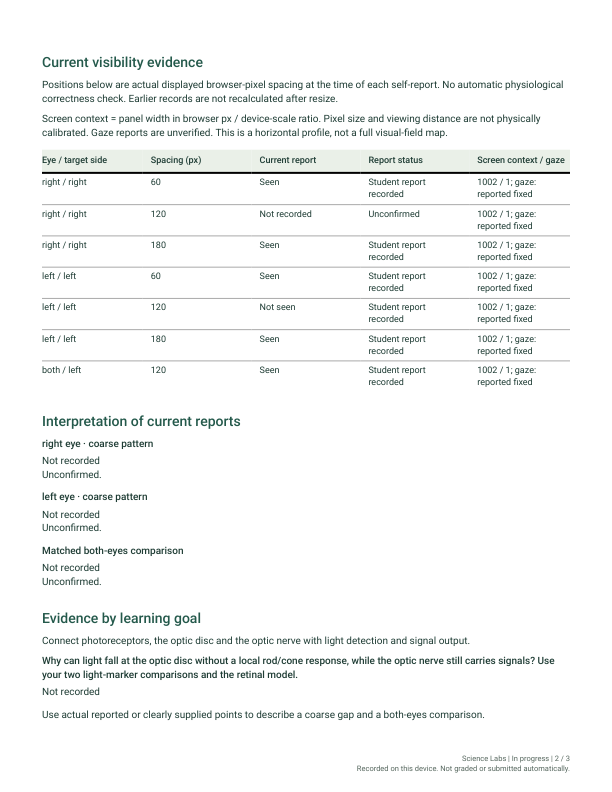 Current visibility evidence
Positions below are actual displayed browser-pixel spacing at the time of each self-report. No automatic physiological
correctness check. Earlier records are not recalculated after resize.
Screen context = panel width in browser px / device-scale ratio. Pixel size and viewing distance are not physically
calibrated. Gaze reports are unverified. This is a horizontal profile, not a full visual-field map.
Eye / target side Spacing (px) Current report Report status Screen context / gaze
right / right 60 Seen Student report 1002 / 1; gaze:
recorded reported fixed
right / right 120 Not recorded Unconfirmed 1002 / 1; gaze:
reported fixed
right / right 180 Seen Student report 1002 / 1; gaze:
recorded reported fixed
left / left 60 Seen Student report 1002 / 1; gaze:
recorded reported fixed
left / left 120 Not seen Student report 1002 / 1; gaze:
recorded reported fixed
left / left 180 Seen Student report 1002 / 1; gaze:
recorded reported fixed
both / left 120 Seen Student report 1002 / 1; gaze:
recorded reported fixed
Interpretation of current reports
right eye · coarse pattern
Not recorded
Unconfirmed.
left eye · coarse pattern
Not recorded
Unconfirmed.
Matched both-eyes comparison
Not recorded
Unconfirmed.
Evidence by learning goal
Connect photoreceptors, the optic disc and the optic nerve with light detection and signal output.
Why can light fall at the optic disc without a local rod/cone response, while the optic nerve still carries signals? Use
your two light-marker comparisons and the retinal model.
Not recorded
Use actual reported or clearly supplied points to describe a coarse gap and a both-eyes comparison.
Science Labs | In progress | 2 / 3
Recorded on this device. Not graded or submitted automatically.